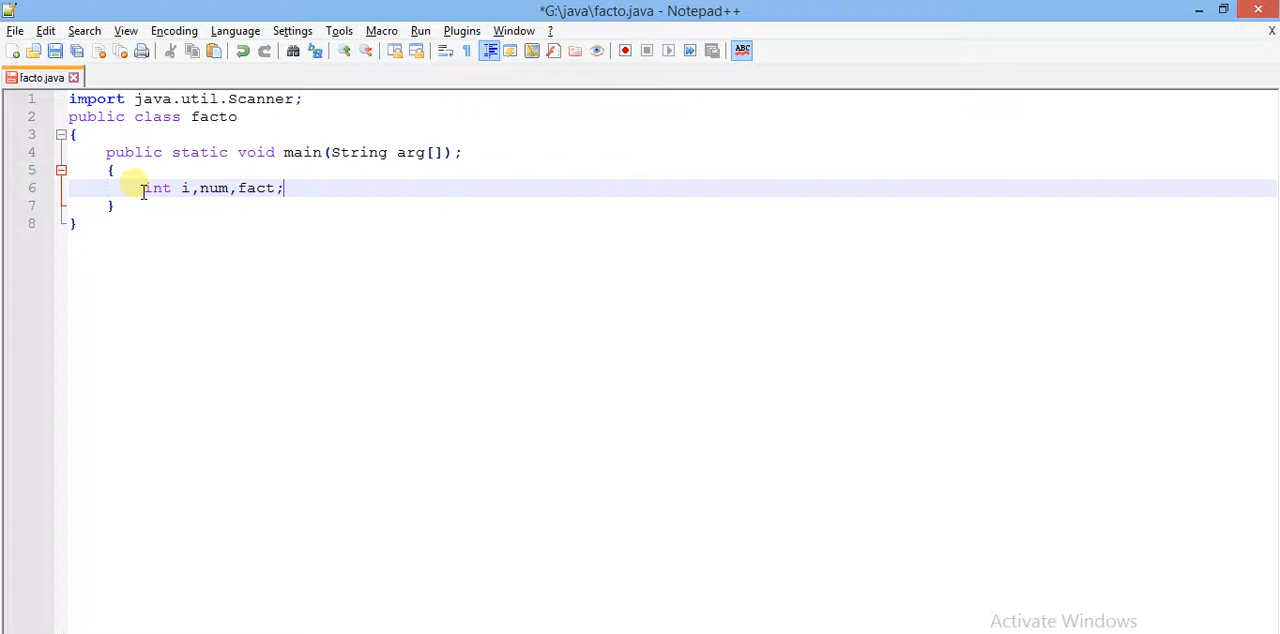 *G:\java\facto.java - Notepad++
File Edit Search View Encoding Language Settings Tools Macro Run Plugins Window ? X
ABC
facto.java
1 import java.util.Scanner;
2 public class facto
3 {
4 public static void main(String arg[]);
5 {
6 int i,num,fact;
7 }
8 }
Activate Windows